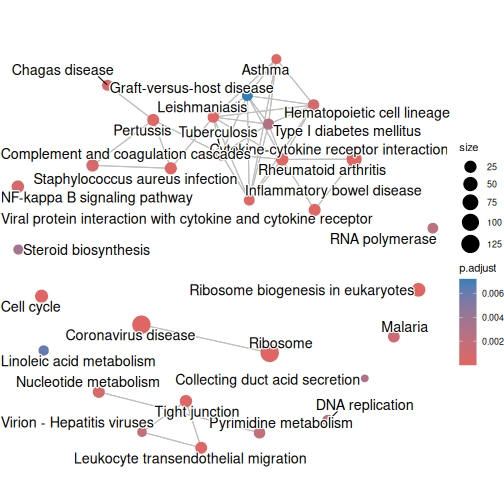 Asthma
Chagas disease
Graft-versus-host disease
Leishmaniasis
Hematopoietic cell lineage
Pertussis
Tuberculosis
Type I diabetes mellitus
Cytokine-cytokine receptor interaction
Complement and coagulation cascades
Rheumatoid arthritis
Staphylococcus aureus infection
Inflammatory bowel disease
NF-kappa B signaling pathway
Viral protein interaction with cytokine and cytokine receptor
RNA polymerase
Steroid biosynthesis
Ribosome biogenesis in eukaryotes
Cell cycle
Malaria
Coronavirus disease
Ribosome
Linoleic acid metabolism
Nucleotide metabolism
Collecting duct acid secretion
DNA replication
Tight junction
Virion - Hepatitis viruses
Pyrimidine metabolism
Leukocyte transendothelial migration
size
25
50
75
100
125
p.adjust
0.006
0.004
0.002